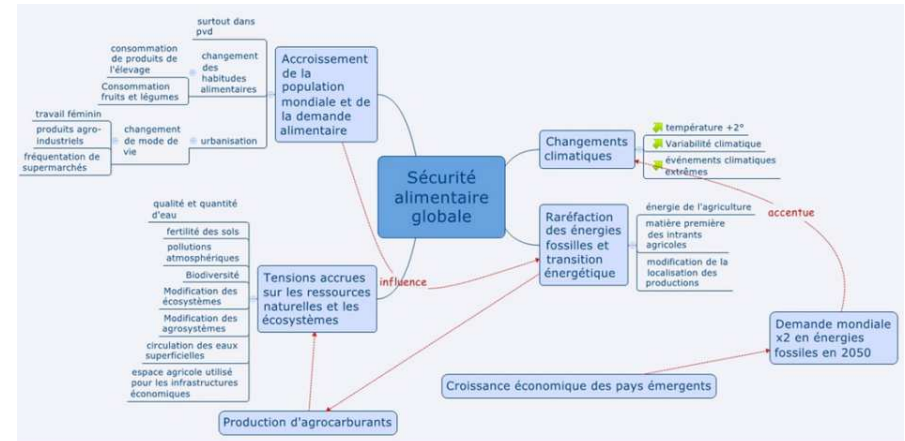 Sécurité
alimentaire
globale
Accroissement
de la
population
mondiale et de
la demande
alimentaire
surtout dans
pvd
changement
des
habitudes
alimentaires
consommation
de produits de
l'élevage
Consommation
fruits et légumes
urbanisation
changement
de mode de
vie
travail féminin
produits agro-
industriels
fréquentation de
supermarchés
Changements
climatiques
température +2°
Variabilité climatique
événements climatiques
extrêmes
Raréfaction
des énergies
fossiles et
transition
énergétique
énergie de l'agriculture
matière première
des intrants
agricoles
modification de la
localisation des
productions
accentue
influence
Tensions accrues
sur les ressources
naturelles et les
écosystèmes
qualité et quantité
d'eau
fertilité des sols
pollutions
atmosphériques
Biodiversité
Modification des
écosystèmes
Modification des
agrosystèmes
circulation des eaux
superficielles
espace agricole utilisé
pour les infrastructures
économiques
Demande mondiale
x2 en énergies
fossiles en 2050
Croissance économique des pays émergents
Production d'agrocarburants